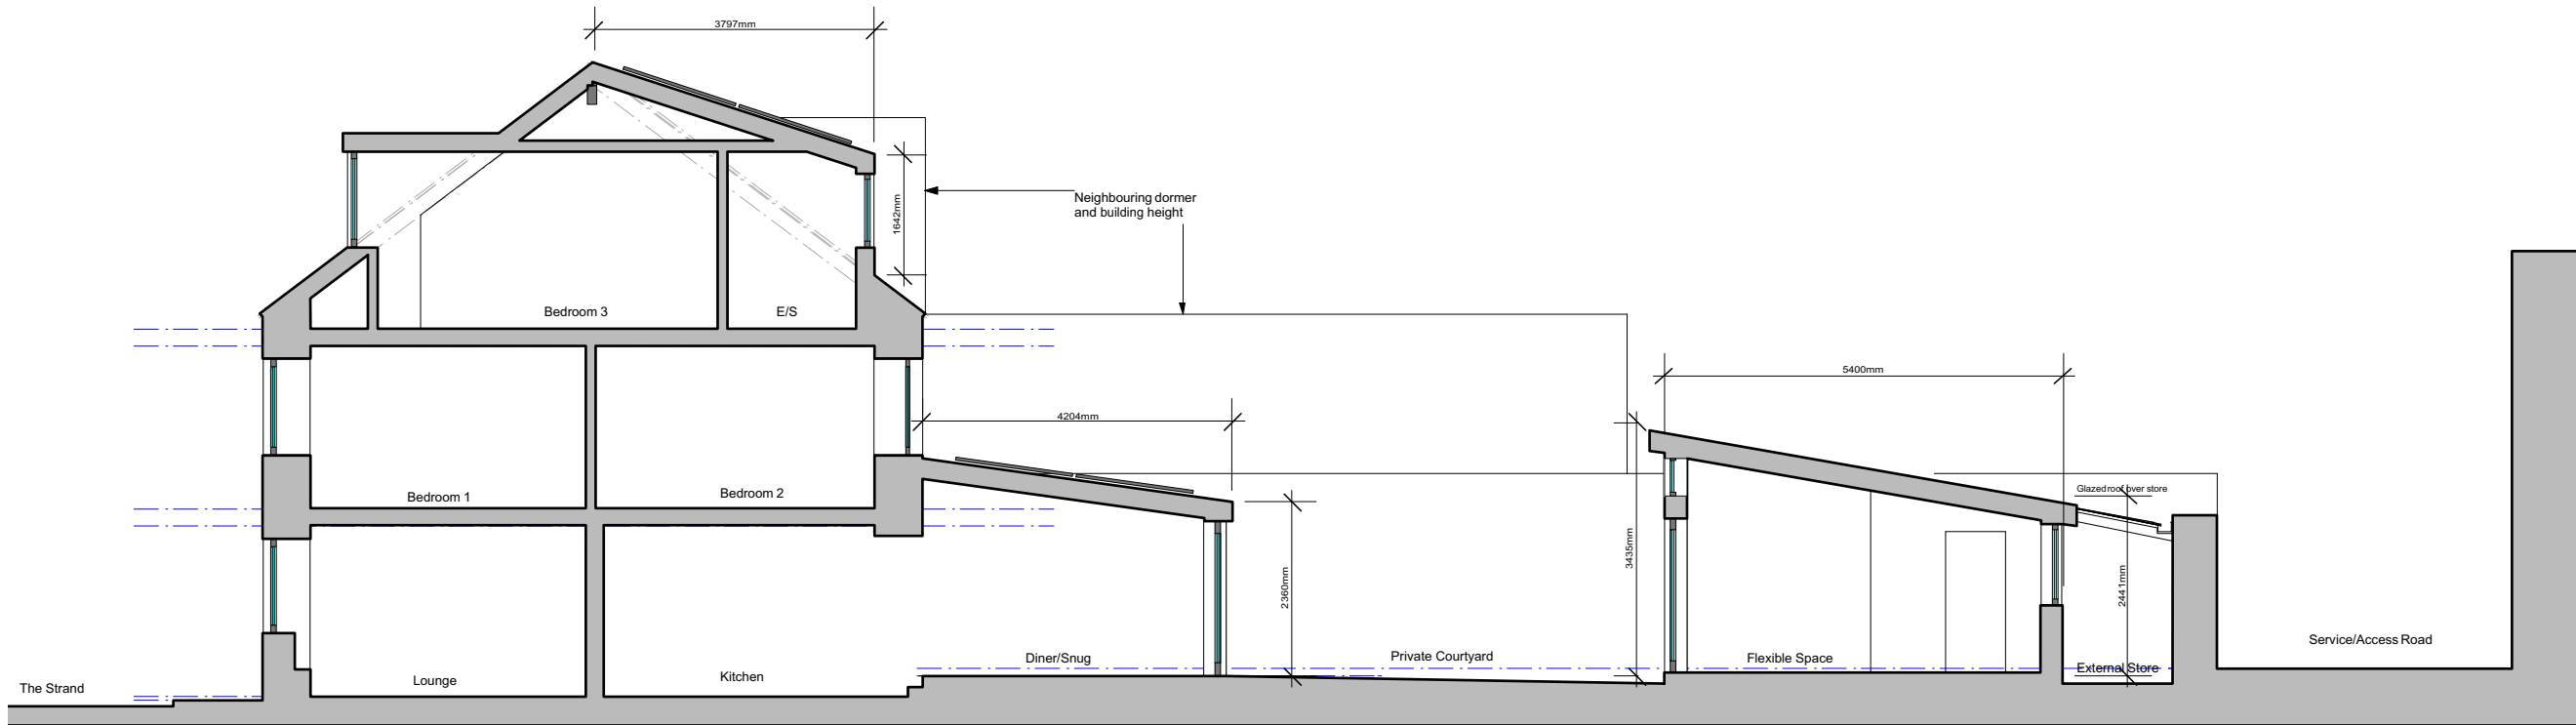 3797mm
Neighbouring dormer
and building height
1642mm
Bedroom 3
E/S
5400mm
4204mm
Bedroom 1
Bedroom 2
Glazed roof over store
3435mm
2360mm
2441mm
Service/Access Road
Diner/Snug
Private Courtyard
Flexible Space
External Store
The Strand
Lounge
Kitchen